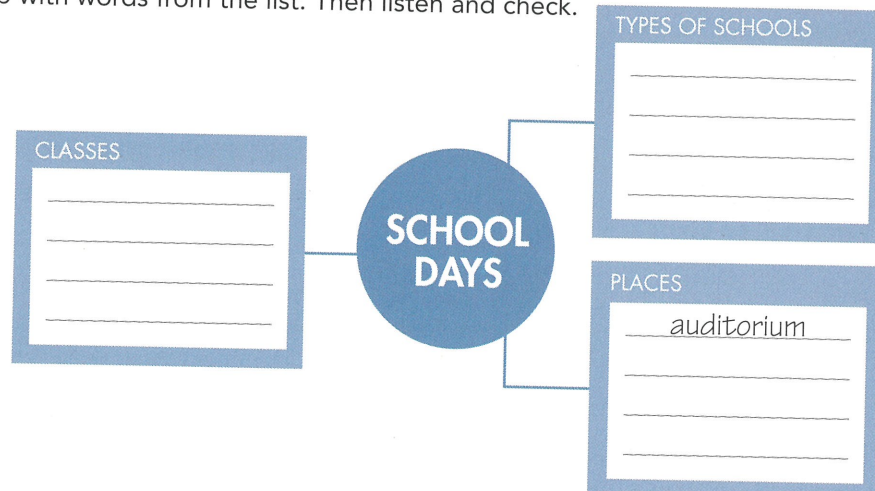 with words from the list. Then listen and check.
TYPES OF SCHOOLS
CLASSES
SCHOOL
DAYS
PLACES
auditorium